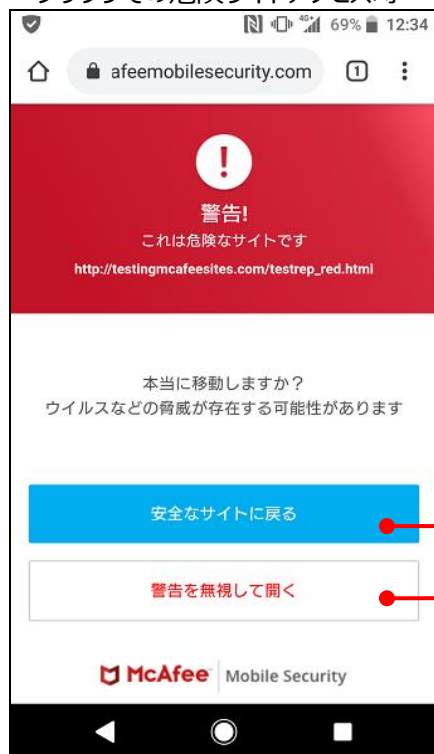 69% 12:34
afeemobilesecurity.com 1
警告!
これは危険なサイトです
http://testingmcafeesites.com/testrep_red.html
本当に移動しますか？
ウイルスなどの脅威が存在する可能性があります
安全なサイトに戻る
警告を無視して開く
McAfee Mobile Security